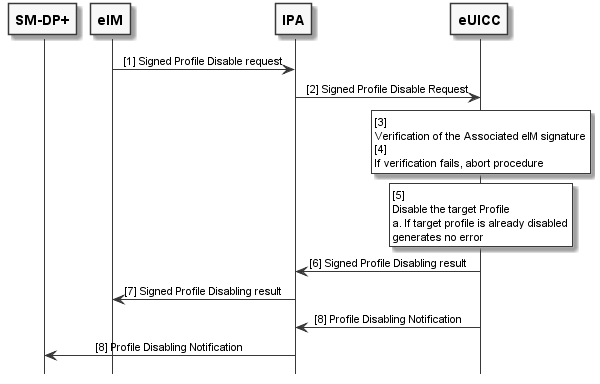 SM-DP+ eIM IPA eUICC
[1] Signed Profile Disable request
[2] Signed Profile Disable Request
[3]
Verification of the Associated eIM signature
[4]
If verification fails, abort procedure
[5]
Disable the target Profile
a. If target profile is already disabled
generates no error
[6] Signed Profile Disabling result
[7] Signed Profile Disabling result
[8] Profile Disabling Notification
[8] Profile Disabling Notification